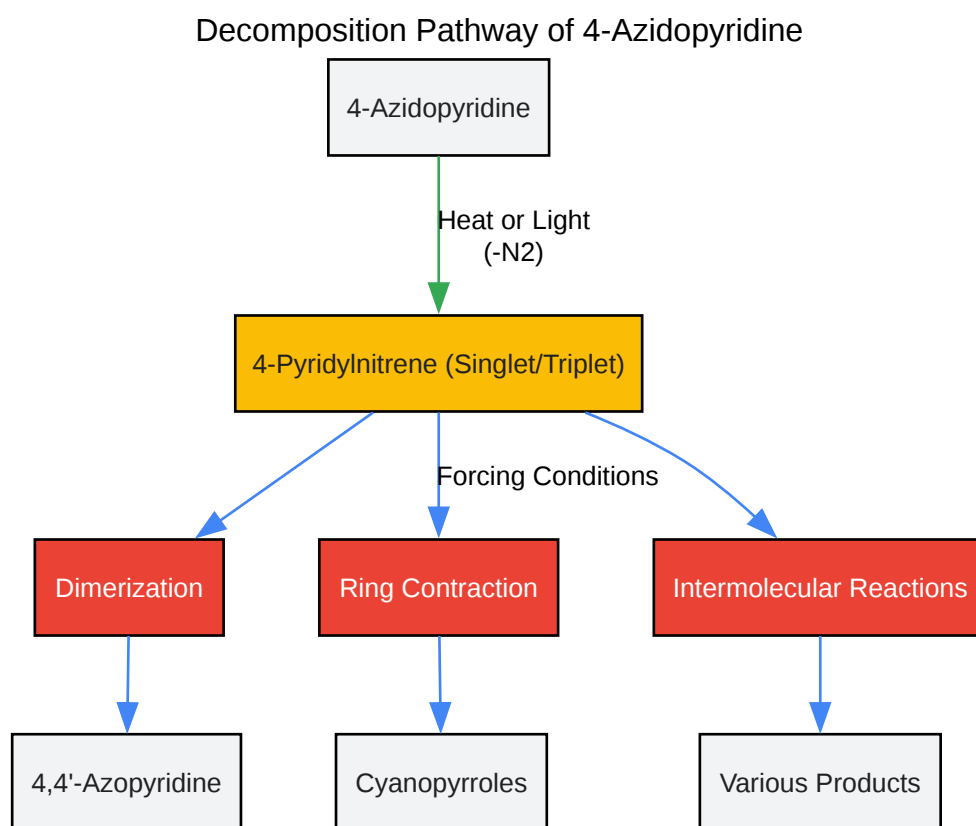 Decomposition Pathway of 4-Azidopyridine
4-Azidopyridine
Heat or Light
(-N2)
4-Pyridylnitrene (Singlet/Triplet)
Forcing Conditions
Dimerization
Ring Contraction
Intermolecular Reactions
4,4'-Azopyridine
Cyanopyrroles
Various Products